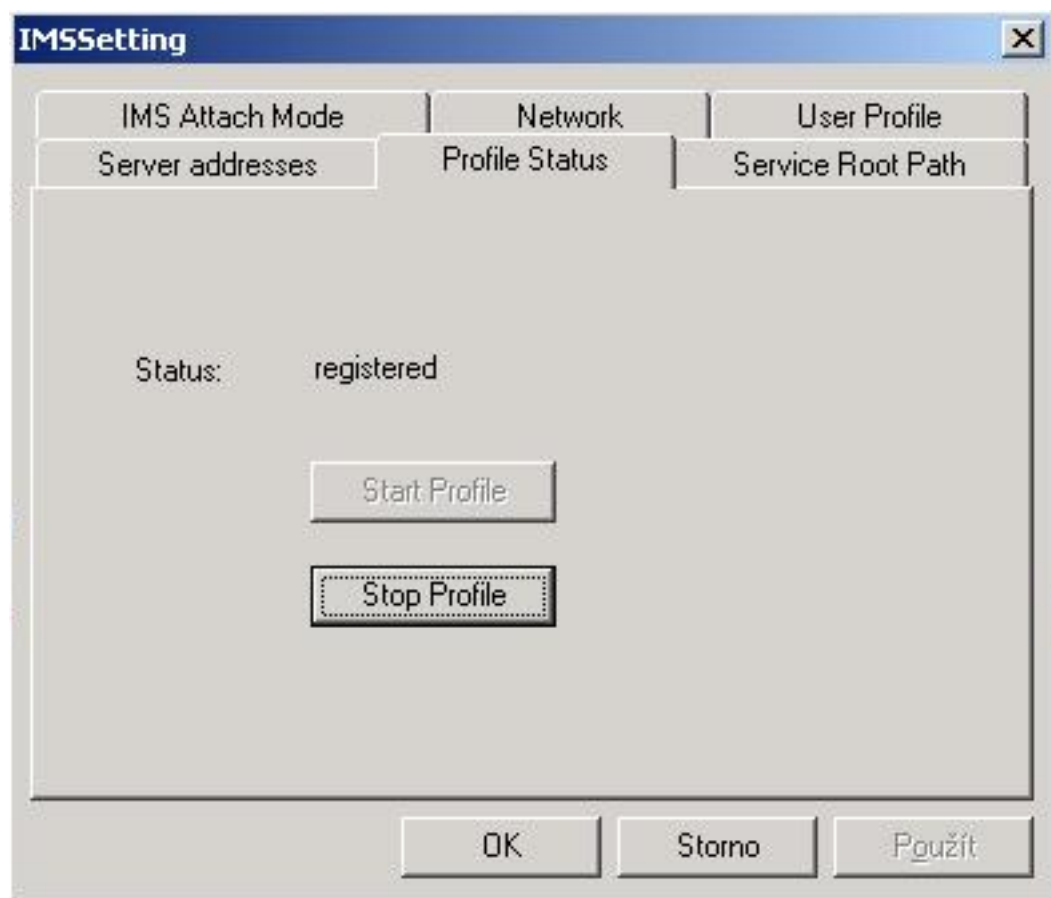 IMSSetting
IMS Attach Mode Network User Profile
Server addresses Profile Status Service Root Path
Status: registered
Start Profile
Stop Profile
OK Storno Použít